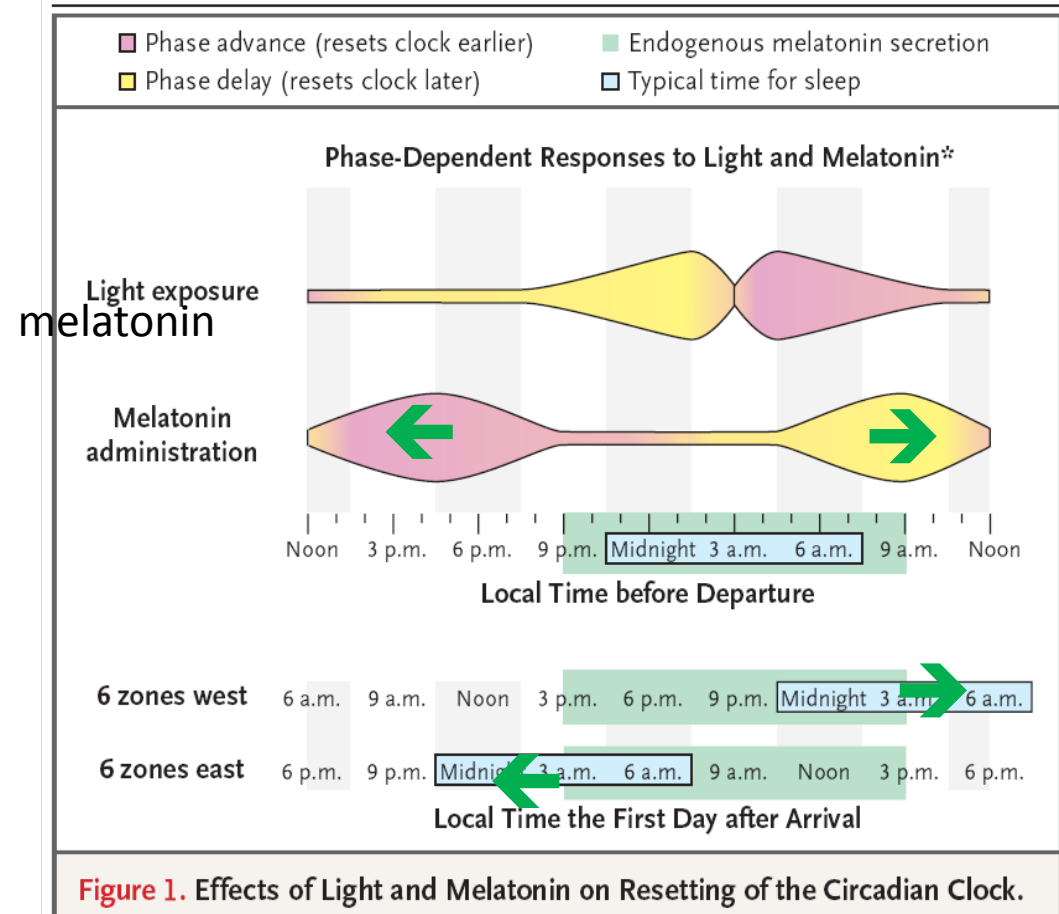 Phase advance (resets clock earlier) Endogenous melatonin secretion
Phase delay (resets clock later) Typical time for sleep
Phase-Dependent Responses to Light and Melatonin*
Light exposure
melatonin
Melatonin
administration
Noon 3 p.m. 6 p.m. 9 p.m. Midnight 3 a.m. 6 a.m. 9 a.m. Noon
Local Time before Departure
6 zones west 6 a.m. 9 a.m. Noon 3 p.m. 6 p.m. 9 p.m. Midnight 3 a.m. 6 a.m.
6 zones east 6 p.m. 9 p.m. Midnight 3 a.m. 6 a.m. 9 a.m. Noon 3 p.m. 6 p.m.
Local Time the First Day after Arrival
Figure 1. Effects of Light and Melatonin on Resetting of the Circadian Clock.